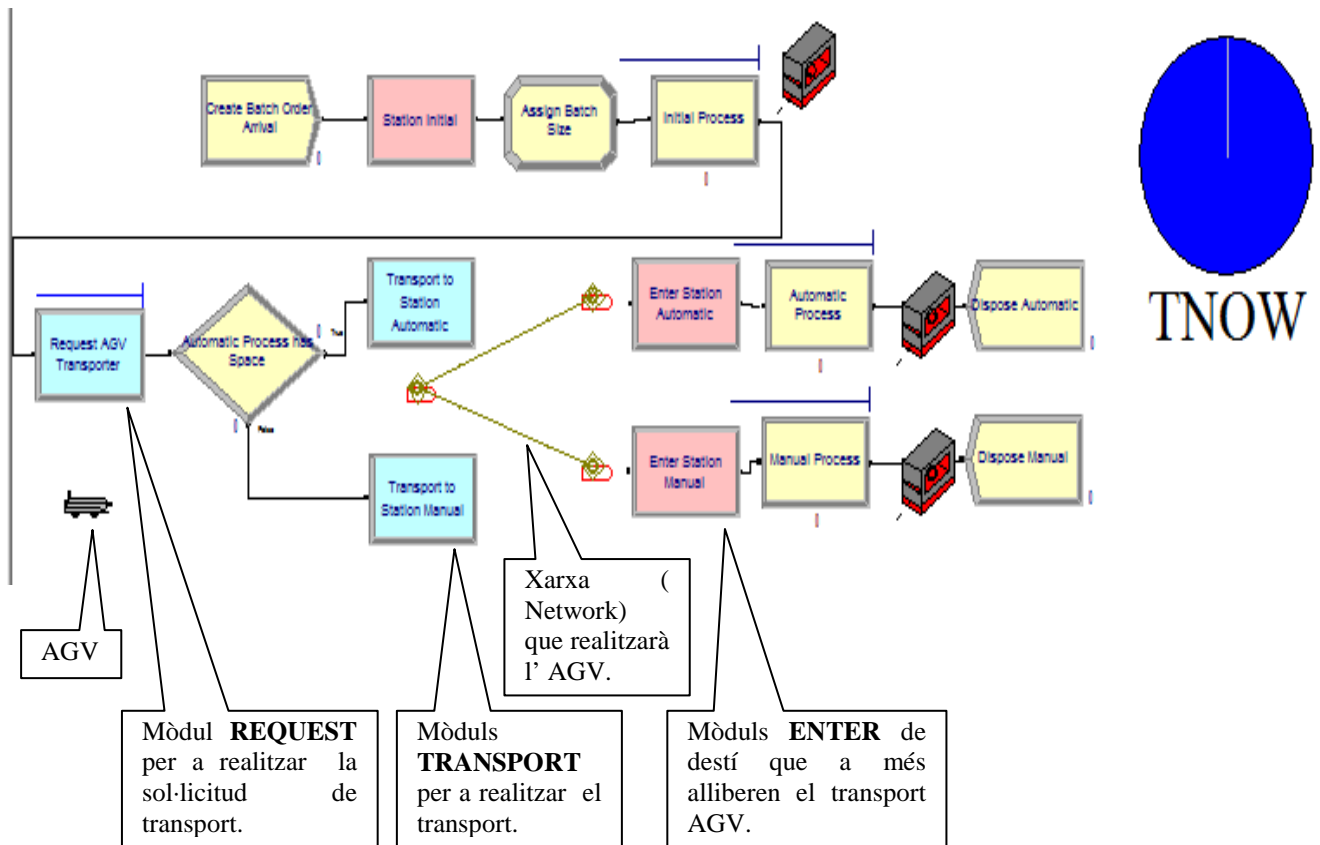 Create Batch Order
Arrival
Station Initial
Assign Batch
Size
Initial Process
TNOW
Request AGV
Transporter
Automatic Process has
Space
True
False
Transport to
Station
Automatic
Transport to
Station Manual
Enter Station
Automatic
Automatic
Process
Dispose Automatic
Enter Station
Manual
Manual Process
Dispose Manual
AGV
Xarxa (
Network)
que realitzarà
l’ AGV.
Mòdul REQUEST
per a realitzar la
sol·licitud de
transport.
Mòduls
TRANSPORT
per a realitzar el
transport.
Mòduls ENTER de
destí que a més
alliberen el transport
AGV.